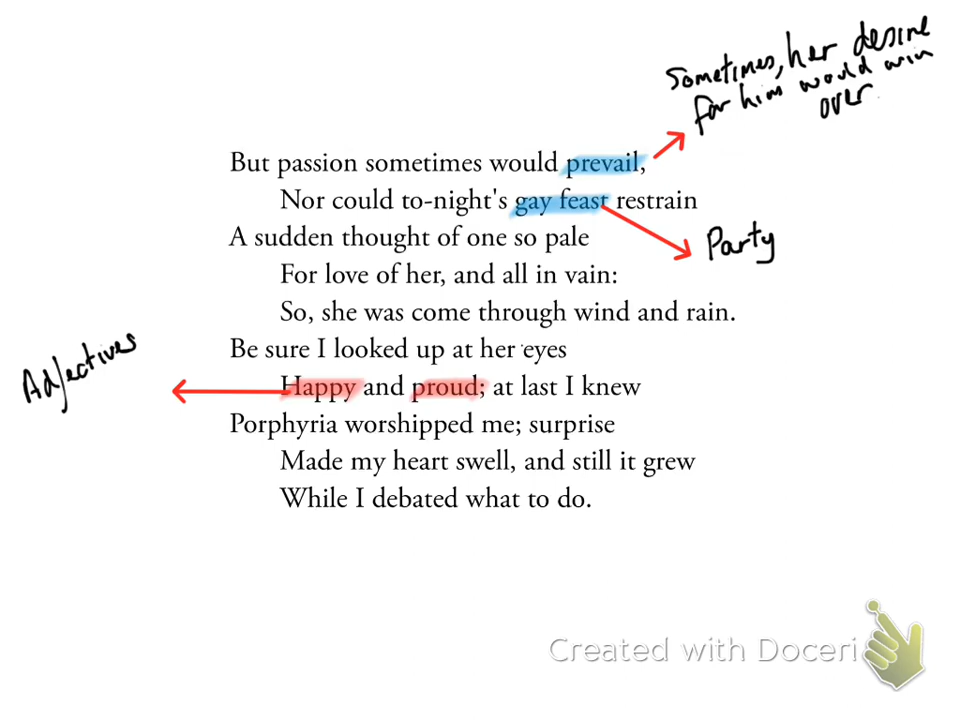 Sometimes, her desire
for him would win
over.
But passion sometimes would prevail,
Nor could to-night's gay feast restrain
Party
A sudden thought of one so pale
For love of her, and all in vain:
So, she was come through wind and rain.
Be sure I looked up at her eyes
Adjectives
Happy and proud; at last I knew
Porphyria worshipped me; surprise
Made my heart swell, and still it grew
While I debated what to do.
Created with Doceri